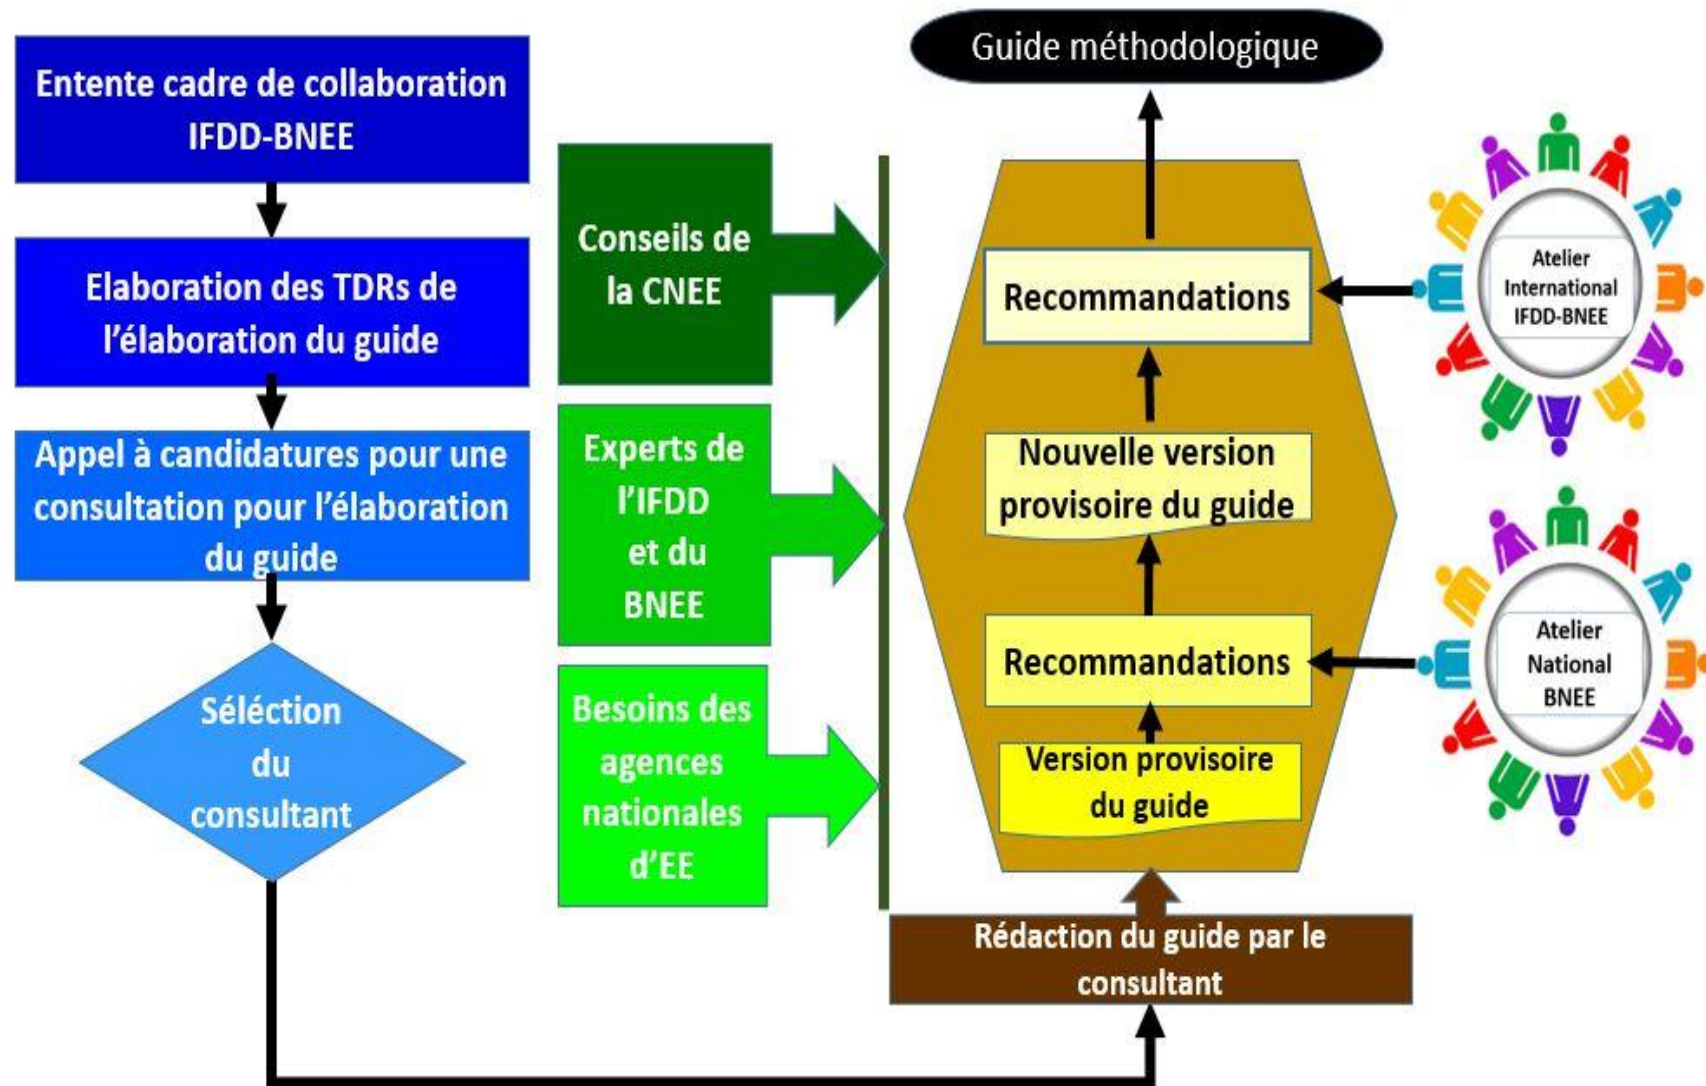 Entente cadre de collaboration
IFDD-BNEE
Elaboration des TDRs de
l’élaboration du guide
Appel à candidatures pour une
consultation pour l’élaboration
du guide
Séléction
du
consultant
Conseils de
la CNEE
Experts de
l’IFDD
et du
BNEE
Besoins des
agences
nationales
d’EE
Guide méthodologique
Recommandations
Nouvelle version
provisoire du guide
Recommandations
Version provisoire
du guide
Rédaction du guide par le
consultant
Atelier
International
IFDD-BNEE
Atelier
National
BNEE